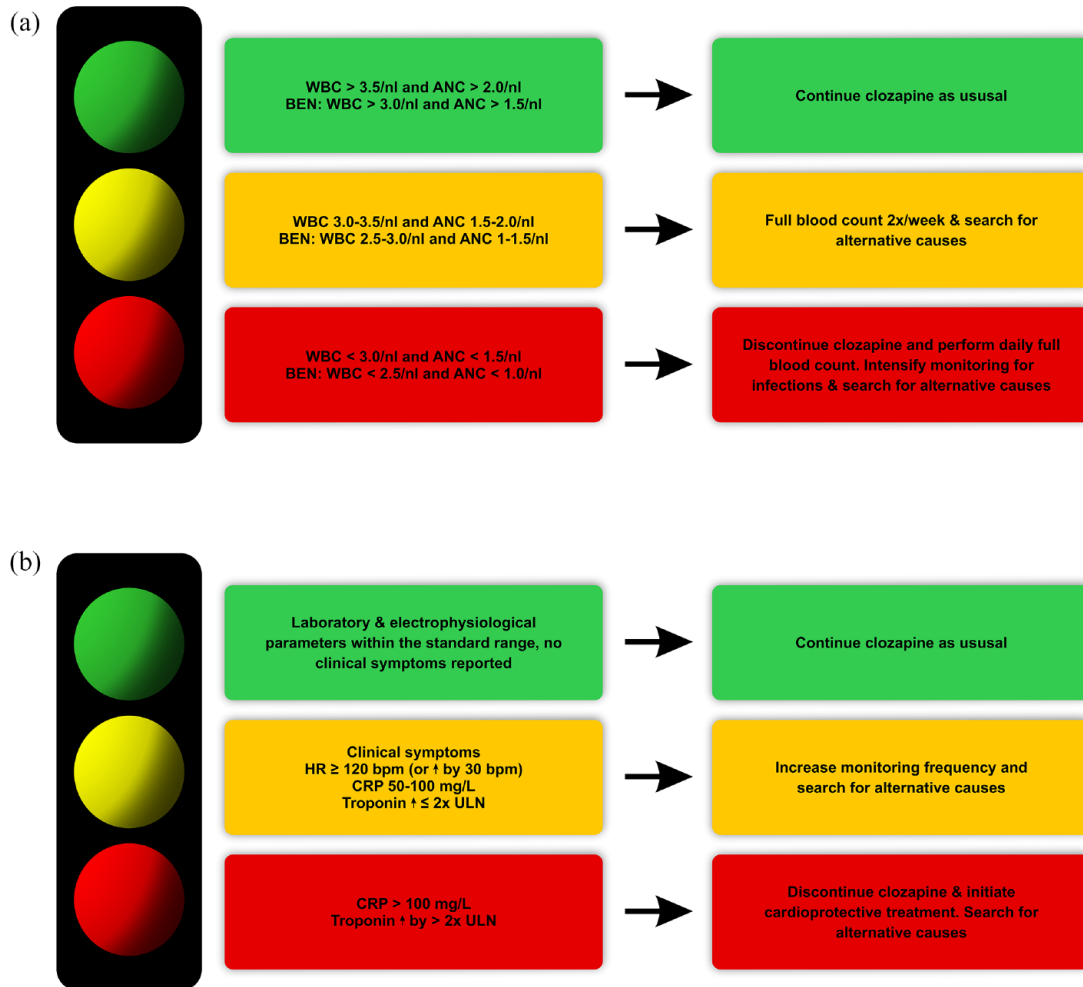 (a)
WBC > 3.5/nl and ANC > 2.0/nl
BEN: WBC > 3.0/nl and ANC > 1.5/nl
Continue clozapine as ususal
WBC 3.0-3.5/nl and ANC 1.5-2.0/nl
BEN: WBC 2.5-3.0/nl and ANC 1-1.5/nl
Full blood count 2x/week & search for
alternative causes
WBC < 3.0/nl and ANC < 1.5/nl
BEN: WBC < 2.5/nl and ANC < 1.0/nl
Discontinue clozapine and perform daily full
blood count. Intensify monitoring for
infections & search for alternative causes
(b)
Laboratory & electrophysiological
parameters within the standard range, no
clinical symptoms reported
Continue clozapine as ususal
Clinical symptoms
HR ≥ 120 bpm (or ↑ by 30 bpm)
CRP 50-100 mg/L
Troponin ↑ ≤ 2x ULN
Increase monitoring frequency and
search for alternative causes
CRP > 100 mg/L
Troponin ↑ by > 2x ULN
Discontinue clozapine & initiate
cardioprotective treatment. Search for
alternative causes